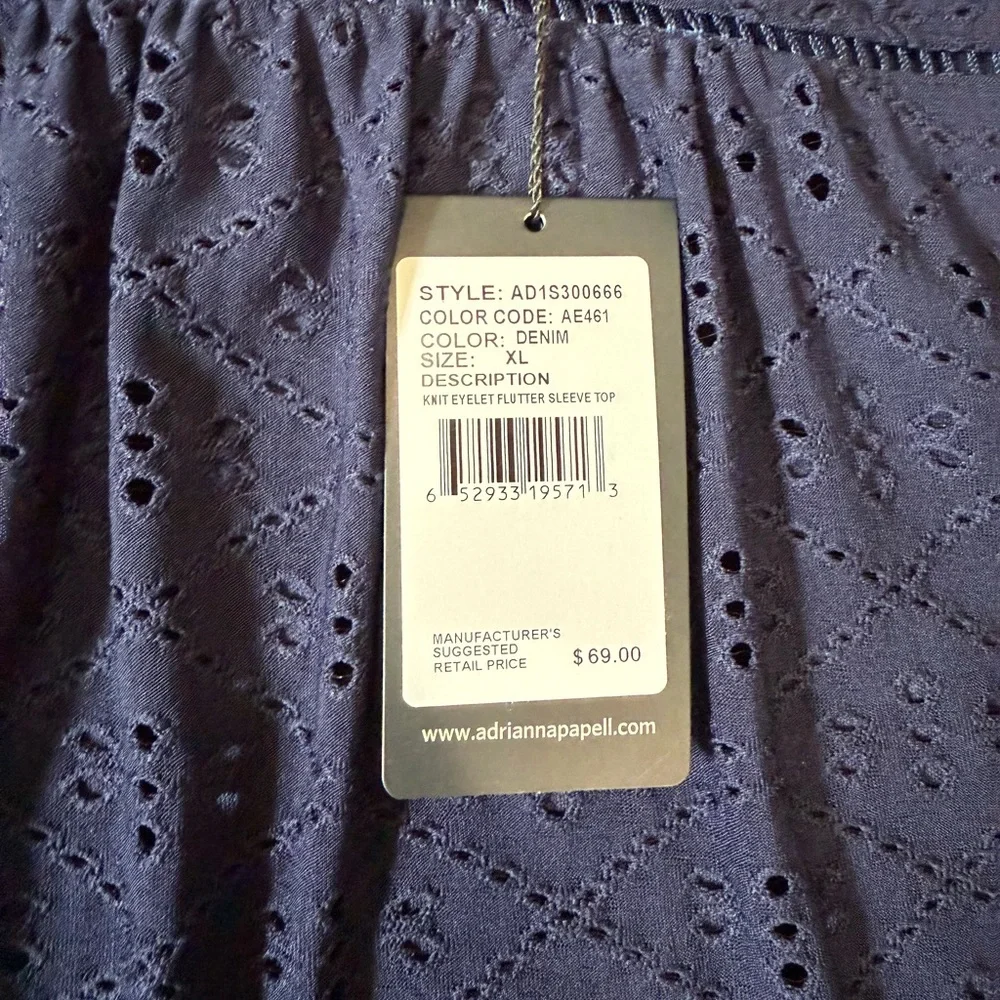 STYLE: AD1S300666
COLOR CODE: AE461
COLOR: DENIM
SIZE: XL
DESCRIPTION
KNIT EYELET FLUTTER SLEEVE TOP
6 52933 19571 3
MANUFACTURER'S
SUGGESTED
RETAIL PRICE $69.00
www.adriannapapell.com